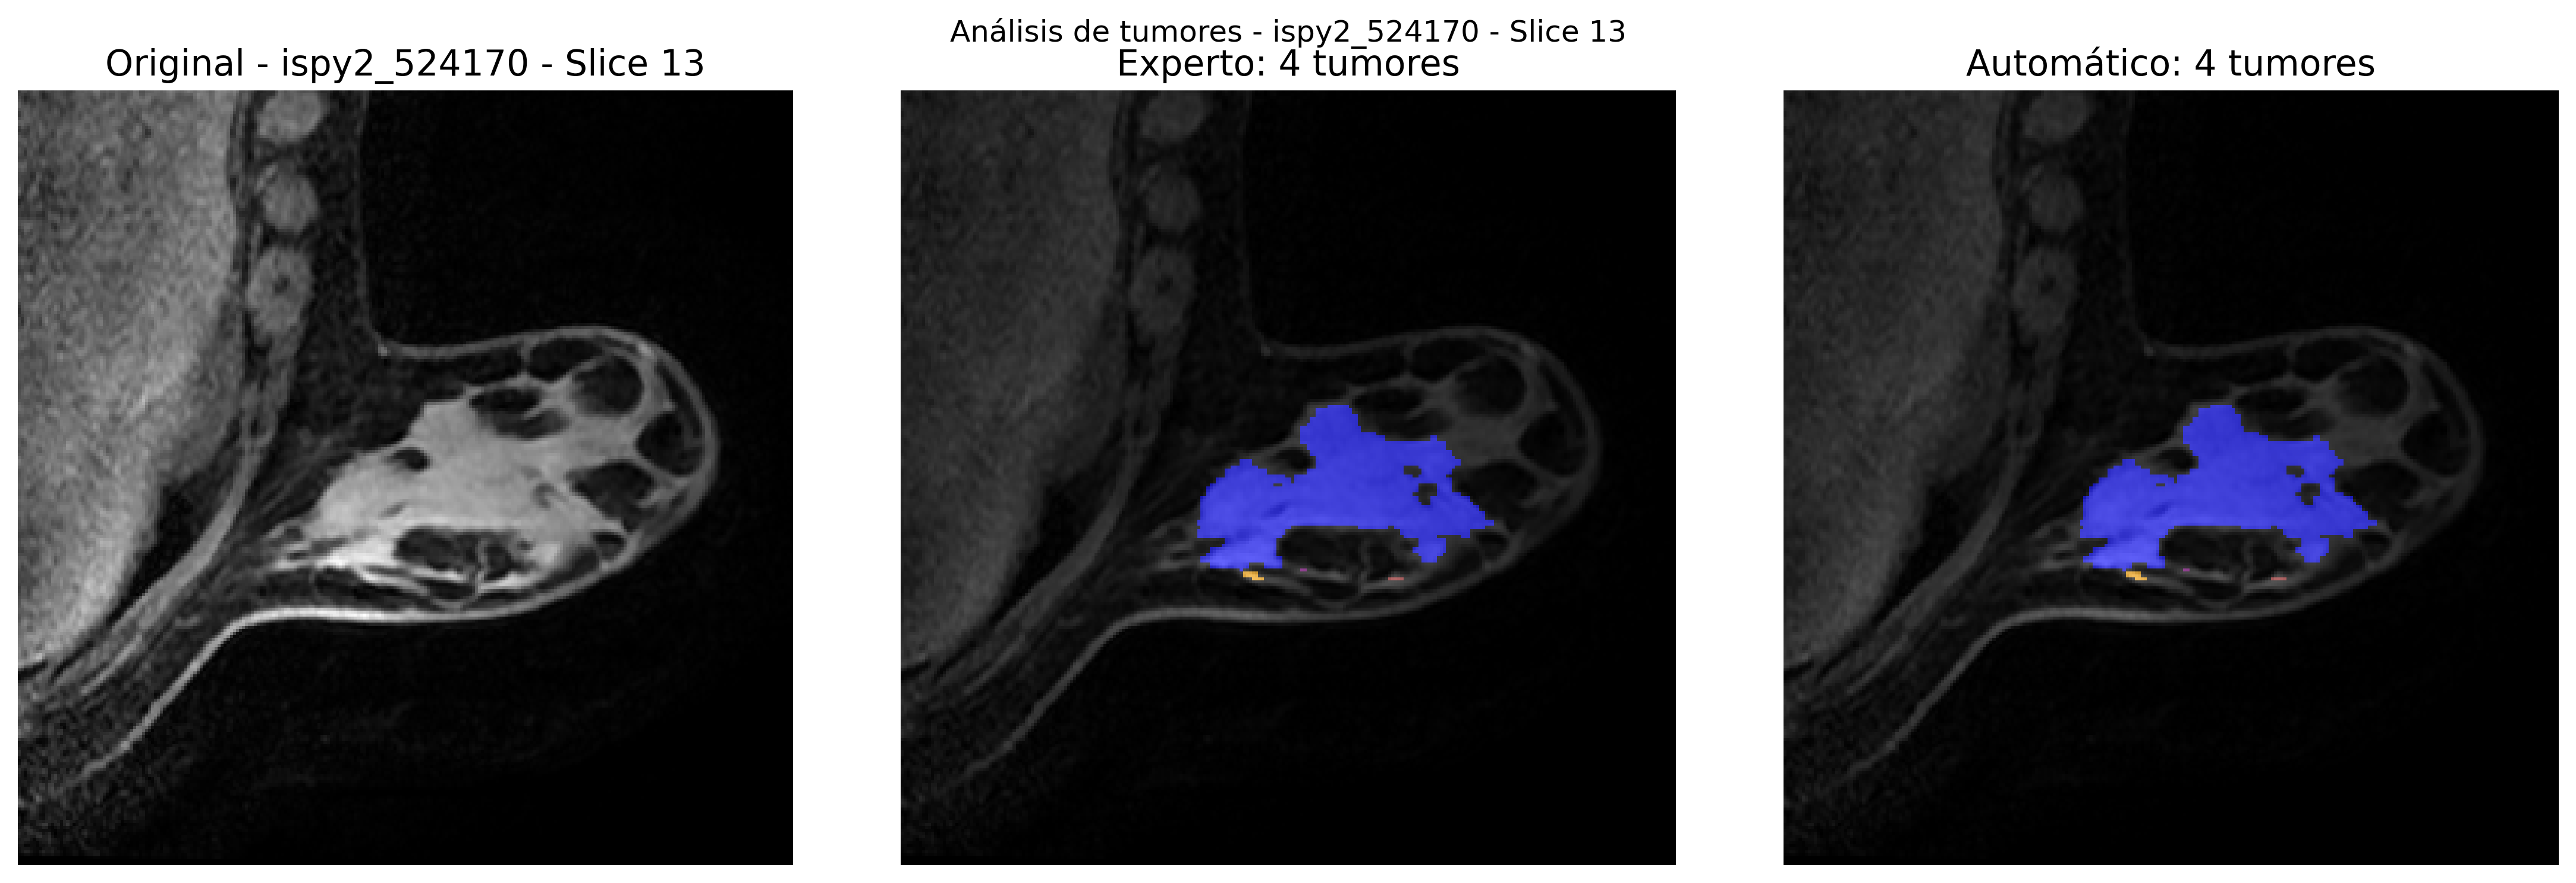 Análisis de tumores - ispy2_524170 - Slice 13
Original - ispy2_524170 - Slice 13
Experto: 4 tumores
Automático: 4 tumores